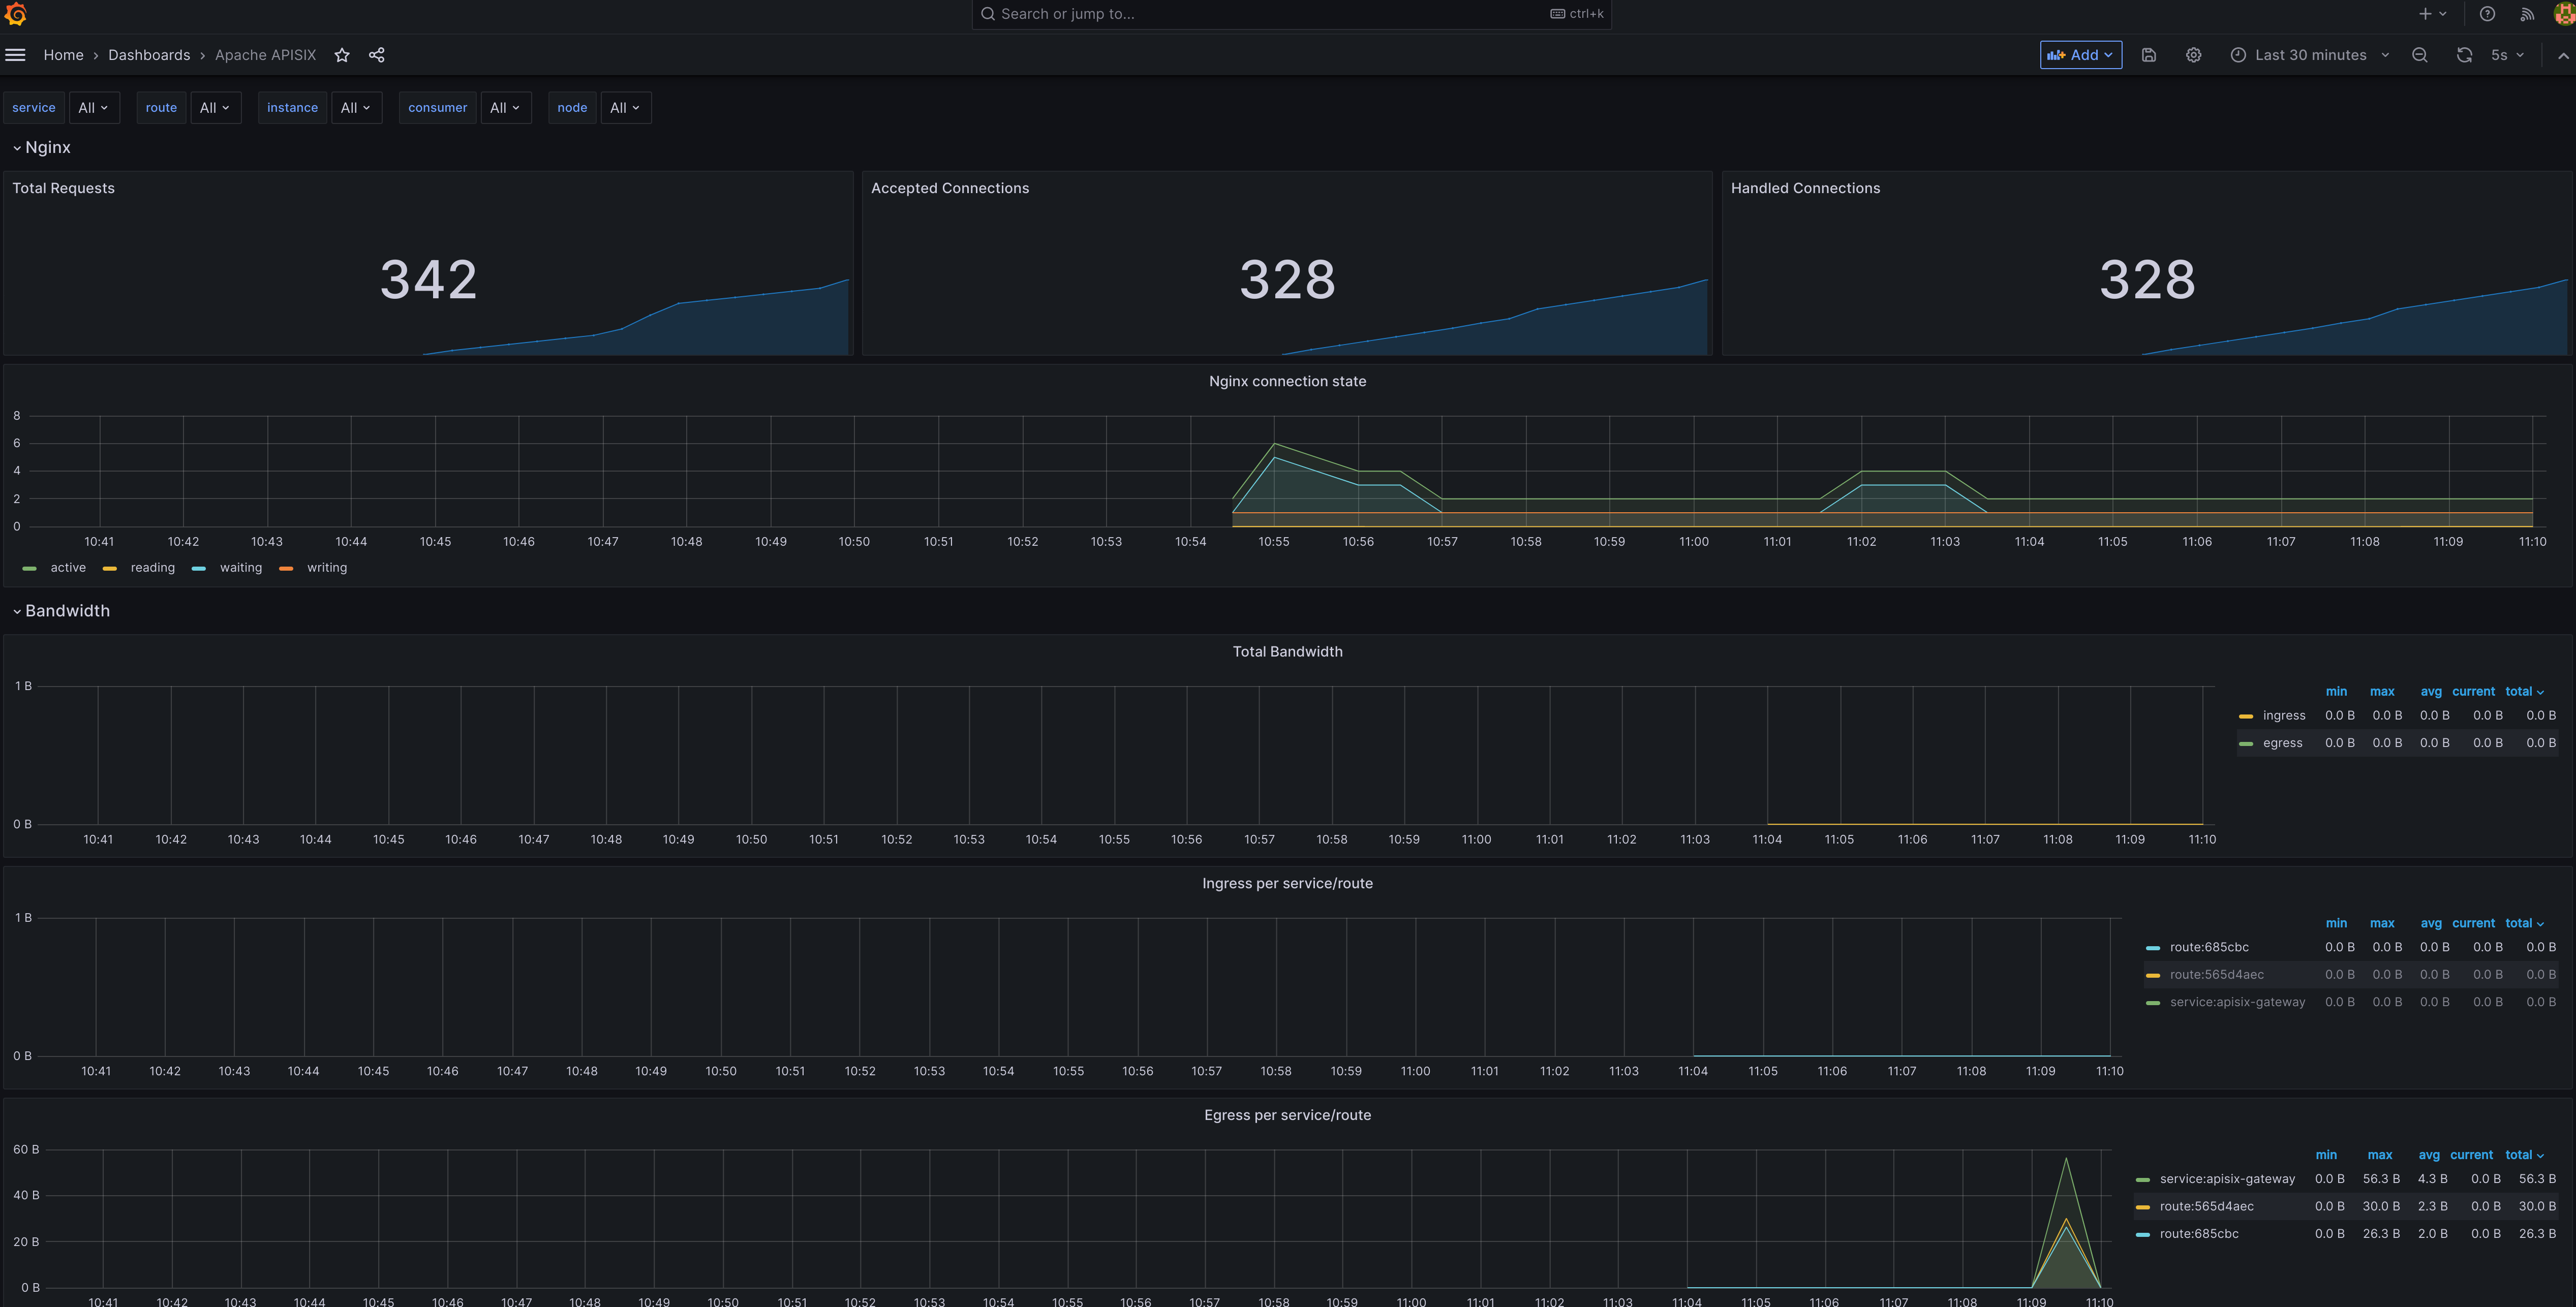 Search or jump to... ctrl+k
Home › Dashboards › Apache APISIX Add Last 30 minutes 5s
service All route All instance All consumer All node All
Nginx
Total Requests Accepted Connections Handled Connections
342 328 328
Nginx connection state
8
6
4
2
0
10:41 10:42 10:43 10:44 10:45 10:46 10:47 10:48 10:49 10:50 10:51 10:52 10:53 10:54 10:55 10:56 10:57 10:58 10:59 11:00 11:01 11:02 11:03 11:04 11:05 11:06 11:07 11:08 11:09 11:10
active reading waiting writing
Bandwidth
Total Bandwidth
1 B
0 B
10:41 10:42 10:43 10:44 10:45 10:46 10:47 10:48 10:49 10:50 10:51 10:52 10:53 10:54 10:55 10:56 10:57 10:58 10:59 11:00 11:01 11:02 11:03 11:04 11:05 11:06 11:07 11:08 11:09 11:10
min max avg current total
ingress 0.0 B 0.0 B 0.0 B 0.0 B 0.0 B
egress 0.0 B 0.0 B 0.0 B 0.0 B 0.0 B
Ingress per service/route
1 B
0 B
10:41 10:42 10:43 10:44 10:45 10:46 10:47 10:48 10:49 10:50 10:51 10:52 10:53 10:54 10:55 10:56 10:57 10:58 10:59 11:00 11:01 11:02 11:03 11:04 11:05 11:06 11:07 11:08 11:09 11:10
min max avg current total
route:685cbc 0.0 B 0.0 B 0.0 B 0.0 B 0.0 B
route:565d4aec 0.0 B 0.0 B 0.0 B 0.0 B 0.0 B
service:apisix-gateway 0.0 B 0.0 B 0.0 B 0.0 B 0.0 B
Egress per service/route
60 B
40 B
20 B
0 B
10:41 10:42 10:43 10:44 10:45 10:46 10:47 10:48 10:49 10:50 10:51 10:52 10:53 10:54 10:55 10:56 10:57 10:58 10:59 11:00 11:01 11:02 11:03 11:04 11:05 11:06 11:07 11:08 11:09 11:10
min max avg current total
service:apisix-gateway 0.0 B 56.3 B 4.3 B 0.0 B 56.3 B
route:565d4aec 0.0 B 30.0 B 2.3 B 0.0 B 30.0 B
route:685cbc 0.0 B 26.3 B 2.0 B 0.0 B 26.3 B